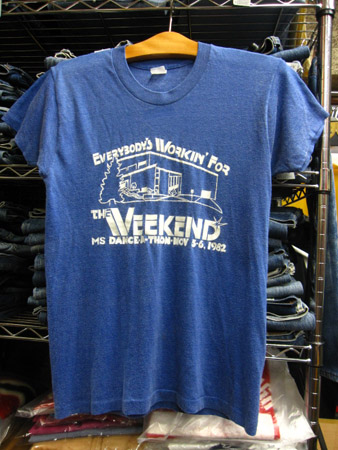 EVERYBODY'S WORKIN' FOR
THE WEEKEND
MS DANCE-A-THON-NOV 5-6, 1982